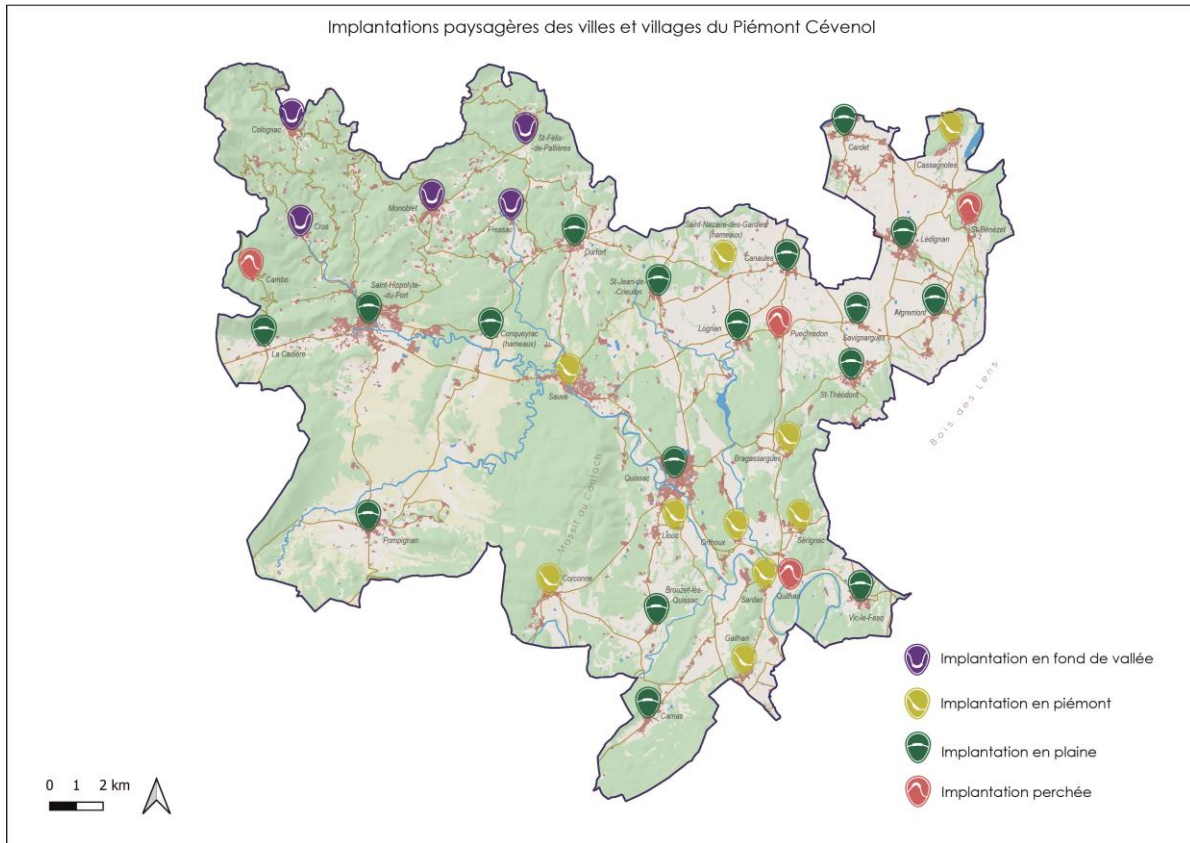 Implantations paysagères des villes et villages du Piémont Cévenol
Colognac
St-Félix-
de-Pallières
Cardet
Cassagnoles
Monoblet
Cros
Fressac
Durfort
Saint-Nazaire-des-Gardies
(hameaux)
Canaules
Lédignan
St-Bénézet
Cambo
Saint-Hippolyte-
du-Fort
St-Jean-de-
Crieulon
Aigremont
La Cadière
Conqueyrac
(hameaux)
Logrian
Puechredon
Savignargues
Sauve
St-Théodorit
Bois des Lens
Bragassargues
Quissac
Massif du Coutach
Pompignan
Liouc
Orthoux
Sérignac
Corconne
Brouzet-lès-
Quissac
Sardan
Quilhan
Vic-le-Fesq
Gailhan
Carnas
Implantation en fond de vallée
Implantation en piémont
Implantation en plaine
Implantation perchée
0 1 2 km